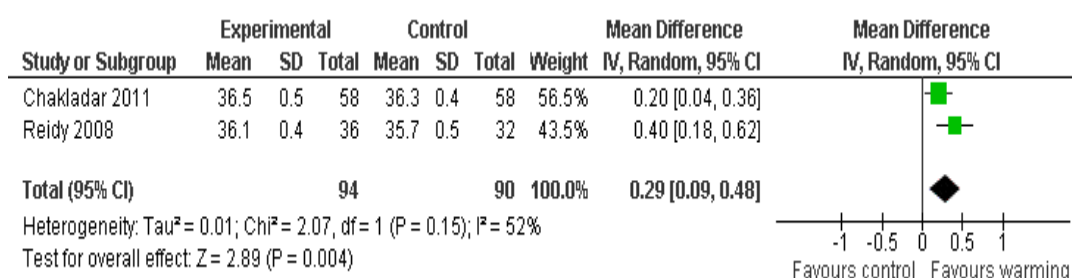 Experimental Control Mean Difference Mean Difference
Study or Subgroup Mean SD Total Mean SD Total Weight IV, Random, 95% CI IV, Random, 95% CI
Chakladar 2011 36.5 0.5 58 36.3 0.4 58 56.5% 0.20 [0.04, 0.36]
Reidy 2008 36.1 0.4 36 35.7 0.5 32 43.5% 0.40 [0.18, 0.62]
Total (95% CI) 94 90 100.0% 0.29 [0.09, 0.48]
Heterogeneity: Tau² = 0.01; Chi² = 2.07, df = 1 (P = 0.15); I² = 52%
Test for overall effect: Z = 2.89 (P = 0.004)
-1 -0.5 0 0.5 1
Favours control Favours warming